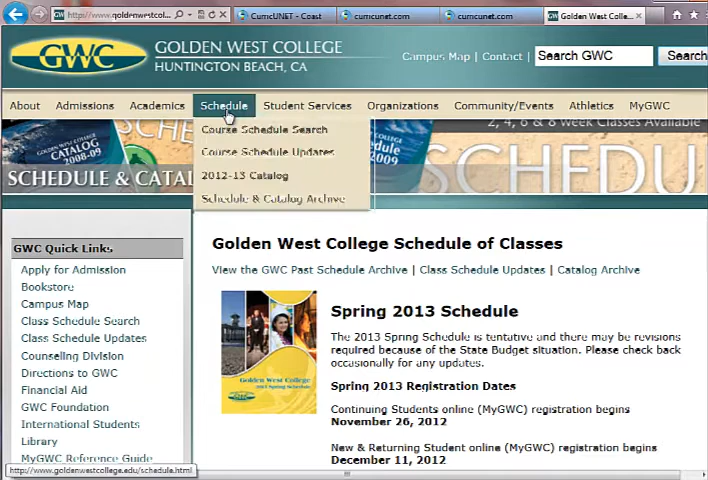 http://www.goldenwestcol...
CurricUNET - Coast
curricunet.com
curricunet.com
Golden West Colle...
GWC
GOLDEN WEST COLLEGE
HUNTINGTON BEACH, CA
Campus Map | Contact | Search GWC Search
About Admissions Academics Schedule Student Services Organizations Community/Events Athletics MyGWC
Course Schedule Search
Course Schedule Updates
2012-13 Catalog
Schedule & Catalog Archive
2, 4, 6 & 8 Week Classes Available
CATALOG
2008-09
Schedule
SCHEDULE & CATAL
SCHEDU
GWC Quick Links
Apply for Admission
Bookstore
Campus Map
Class Schedule Search
Class Schedule Updates
Counseling Division
Directions to GWC
Financial Aid
GWC Foundation
International Students
Library
MyGWC Reference Guide
http://www.goldenwestcollege.edu/schedule.html
Golden West College Schedule of Classes
View the GWC Past Schedule Archive | Class Schedule Updates | Catalog Archive
Golden West College
2013 Spring Schedule
Spring 2013 Schedule
The 2013 Spring Schedule is tentative and there may be revisions
required because of the State Budget situation. Please check back
occasionally for any updates.
Spring 2013 Registration Dates
Continuing Students online (MyGWC) registration begins
November 26, 2012
New & Returning Student online (MyGWC) registration begins
December 11, 2012